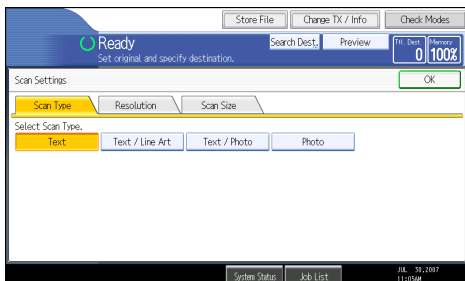 Store File Change TX / Info Check Modes
Ready Search Dest. Preview Ttl. Dest. Memory
Set original and specify destination. 0 100%
Scan Settings OK
Scan Type Resolution Scan Size
Select Scan Type.
Text Text / Line Art Text / Photo Photo
System Status Job List JUL 30,2007
11:05AM